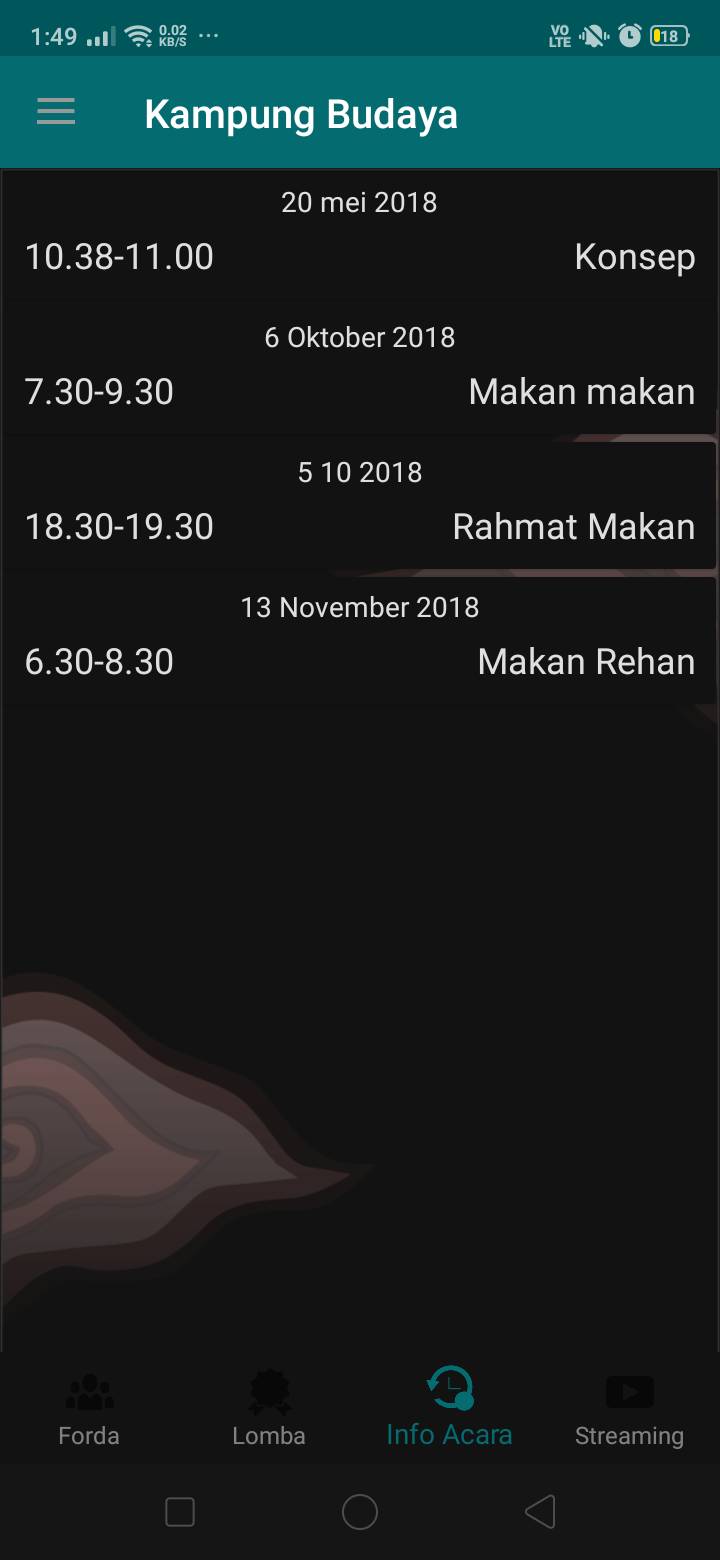 1:49 0.02 KB/S ... VO LTE 18
Kampung Budaya
20 mei 2018
10.38-11.00 Konsep
6 Oktober 2018
7.30-9.30 Makan makan
5 10 2018
18.30-19.30 Rahmat Makan
13 November 2018
6.30-8.30 Makan Rehan
Forda Lomba Info Acara Streaming